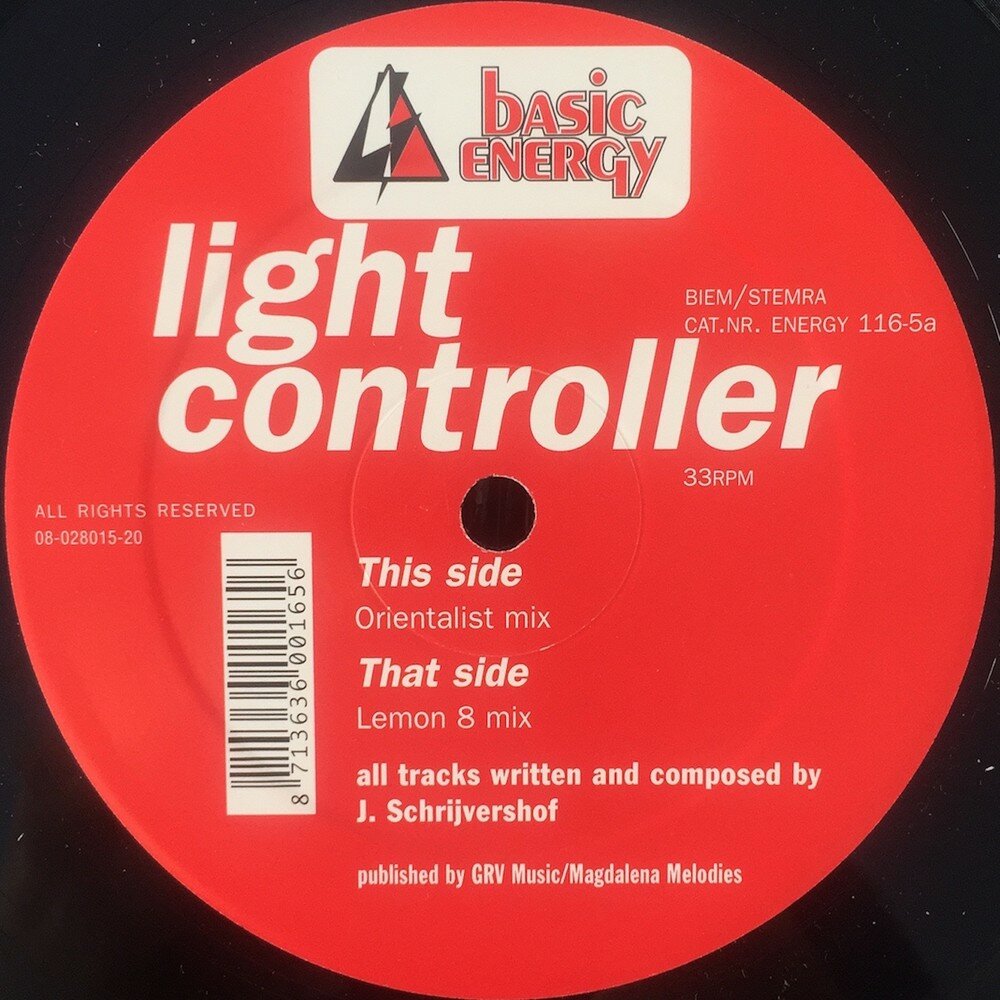 basic
ENERGY
light
controller
BIEM/STEMRA
CAT.NR. ENERGY 116-5a
33RPM
ALL RIGHTS RESERVED
08-028015-20
8 713636 001656
This side
Orientalist mix
That side
Lemon 8 mix
all tracks written and composed by
J. Schrijvershof
published by GRV Music/Magdalena Melodies